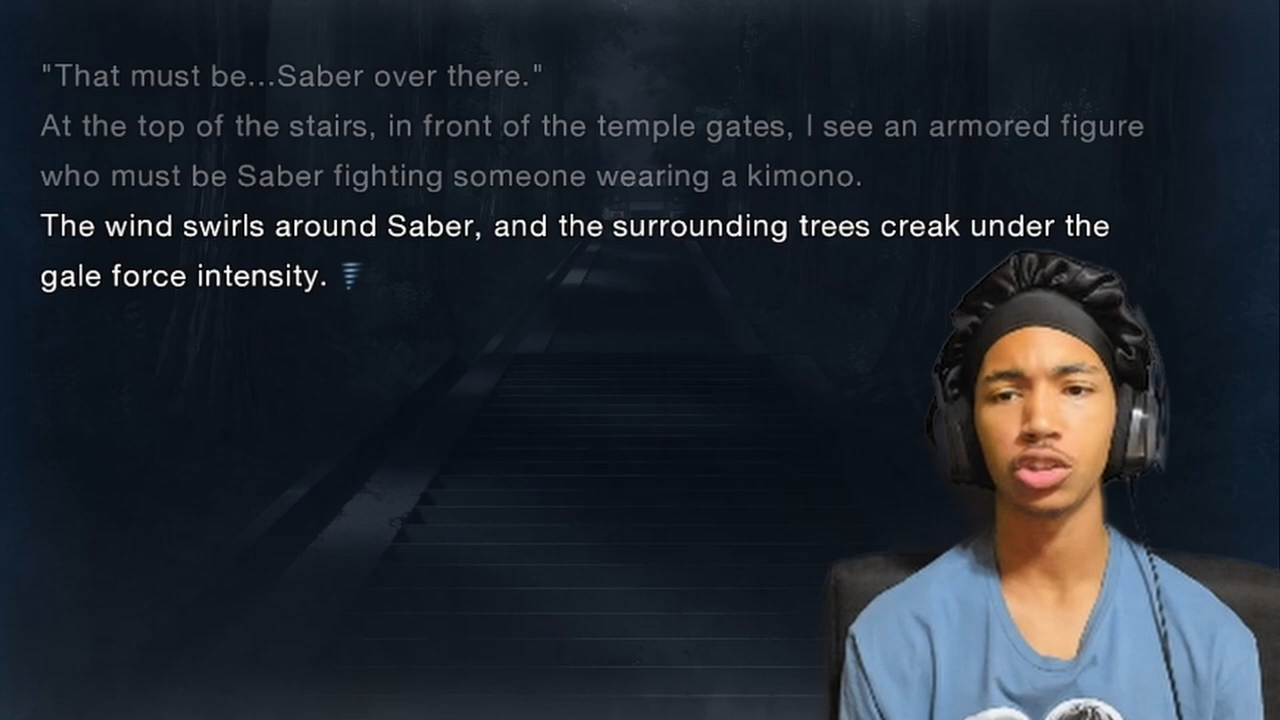 "That must be...Saber over there."
At the top of the stairs, in front of the temple gates, I see an armored figure
who must be Saber fighting someone wearing a kimono.
The wind swirls around Saber, and the surrounding trees creak under the
gale force intensity.